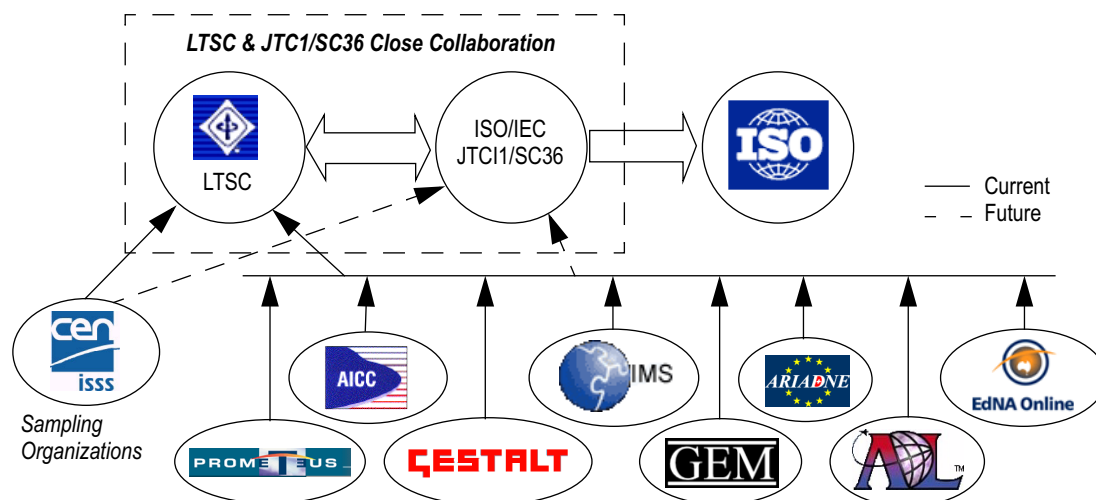 LTSC & JTC1/SC36 Close Collaboration
LTSC
ISO/IEC
JTCI1/SC36
ISO
Current
Future
cen
isss
Sampling
Organizations
AICC
IMS
ARIADNE
EdNA Online
PROMETEUS
GESTALT
GEM
ADL
TM